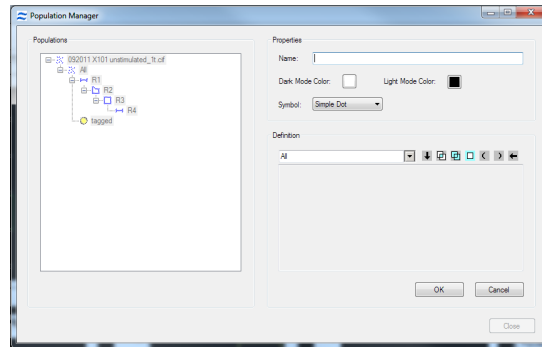 Population Manager
Populations
092011 X101 unstimulated_1t.cif
All
R1
R2
R3
R4
tagged
Properties
Name:
Dark Mode Color:
Light Mode Color:
Symbol:
Simple Dot
Definition
All
OK
Cancel
Close